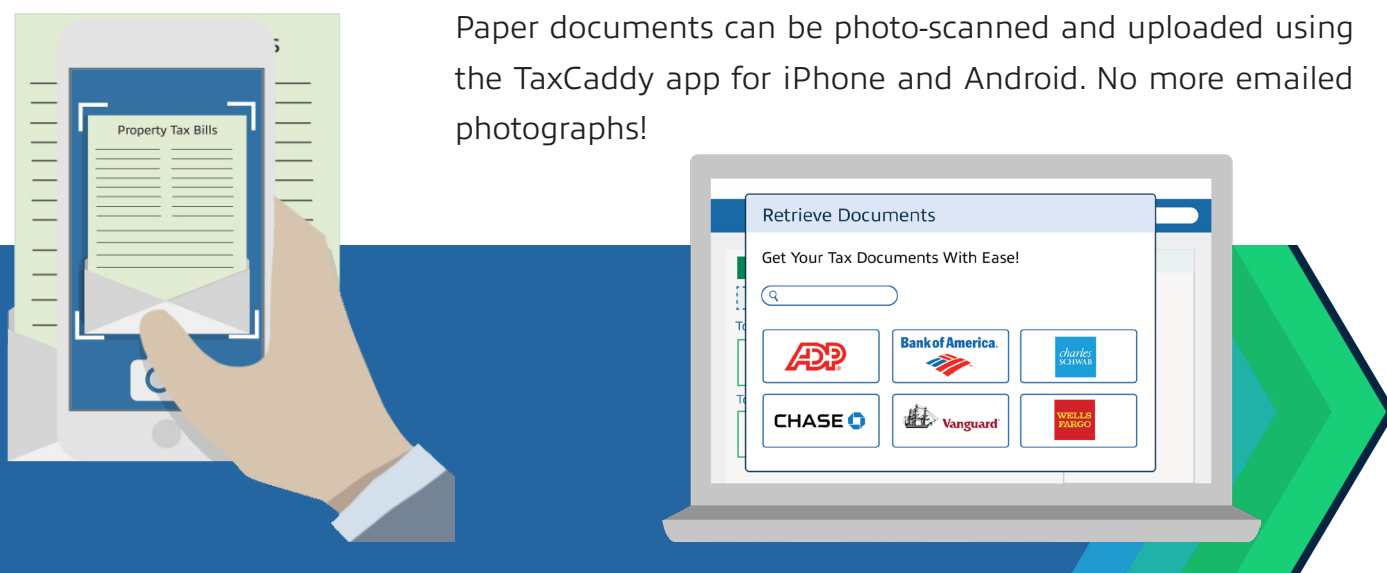 Paper documents can be photo-scanned and uploaded using
the TaxCaddy app for iPhone and Android. No more emailed
photographs!
s
Property Tax Bills
Retrieve Documents
Get Your Tax Documents With Ease!
To
To
ADP
Bank of America.
charles
SCHWAB
CHASE
Vanguard
WELLS
FARGO